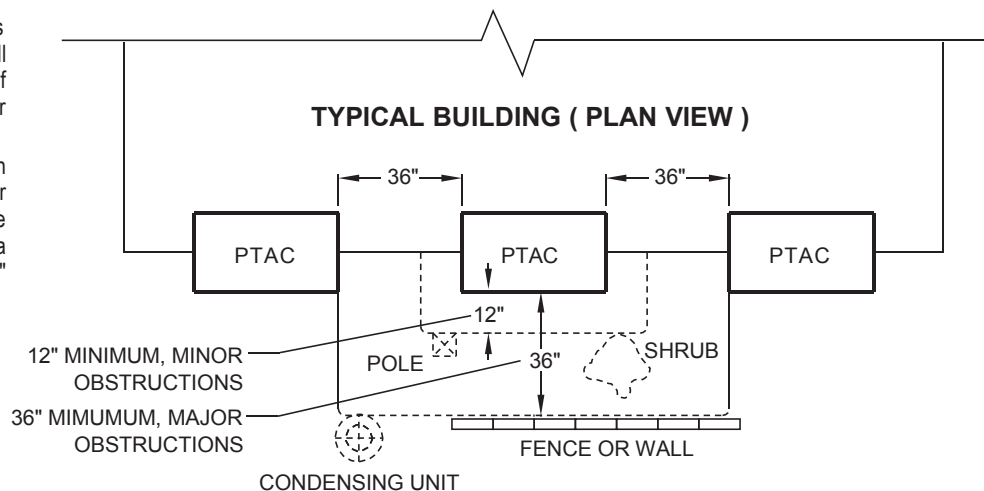 s
ll
f
r
n
r
e
a
"
TYPICAL BUILDING ( PLAN VIEW )
36"
36"
PTAC
PTAC
PTAC
12"
12" MINIMUM, MINOR
OBSTRUCTIONS
POLE
36"
SHRUB
36" MIMUMUM, MAJOR
OBSTRUCTIONS
FENCE OR WALL
CONDENSING UNIT